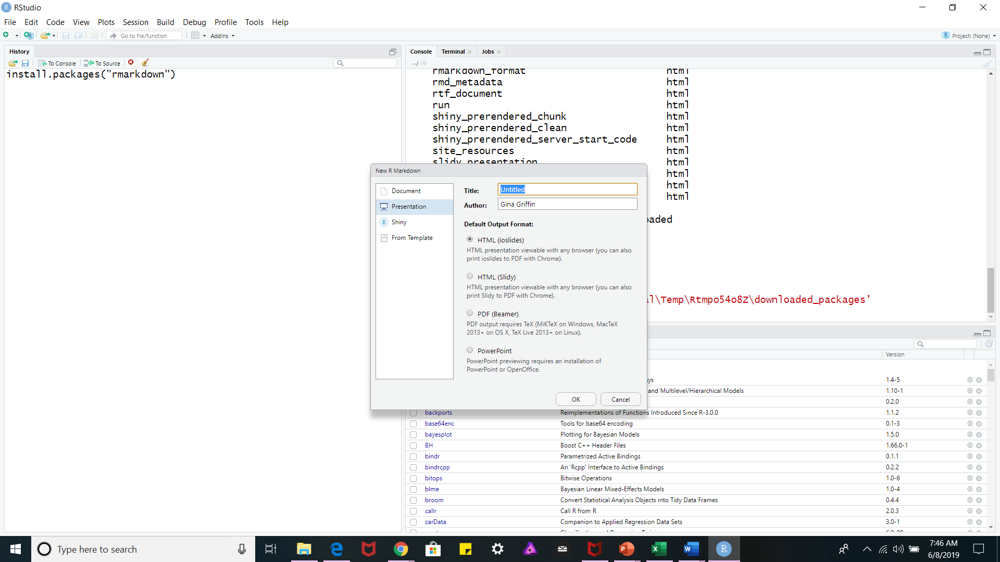 RStudio
File Edit Code View Plots Session Build Debug Profile Tools Help
Go to file/function
Addins
Project: (None)
History
To Console To Source
install.packages("rmarkdown")
Console Terminal Jobs
~/
rmarkdown_format html
rmd_metadata html
rtf_document html
run html
shiny_prerendered_chunk html
shiny_prerendered_clean html
shiny_prerendered_server_start_code html
site_resources html
slidy_presentation html
html
html
html
oaded
al\Temp\Rtmpo54o8Z\downloaded_packages’
New R Markdown
Document
Presentation
Shiny
From Template
Title: Untitled
Author: Gina Griffin
Default Output Format:
HTML (ioslides)
HTML presentation viewable with any browser (you can also
print ioslides to PDF with Chrome).
HTML (Slidy)
HTML presentation viewable with any browser (you can also
print Slidy to PDF with Chrome).
PDF (Beamer)
PDF output requires TeX (MiKTeX on Windows, MacTeX
2013+ on OS X, TeX Live 2013+ on Linux).
PowerPoint
PowerPoint previewing requires an installation of
PowerPoint or OpenOffice.
OK Cancel
Version
ys 1.4-5
and Multilevel/Hierarchical Models 1.10-1
0.2.0
backports Reimplementations of Functions Introduced Since R-3.0.0 1.1.2
base64enc Tools for base64 encoding 0.1-3
bayesplot Plotting for Bayesian Models 1.5.0
BH Boost C++ Header Files 1.66.0-1
bindr Parametrized Active Bindings 0.1.1
bindrcpp An 'Rcpp' Interface to Active Bindings 0.2.2
bitops Bitwise Operations 1.0-6
blme Bayesian Linear Mixed-Effects Models 1.0-4
broom Convert Statistical Analysis Objects into Tidy Data Frames 0.4.4
callr Call R from R 2.0.3
carData Companion to Applied Regression Data Sets 3.0-1
Type here to search
7:46 AM
6/8/2019